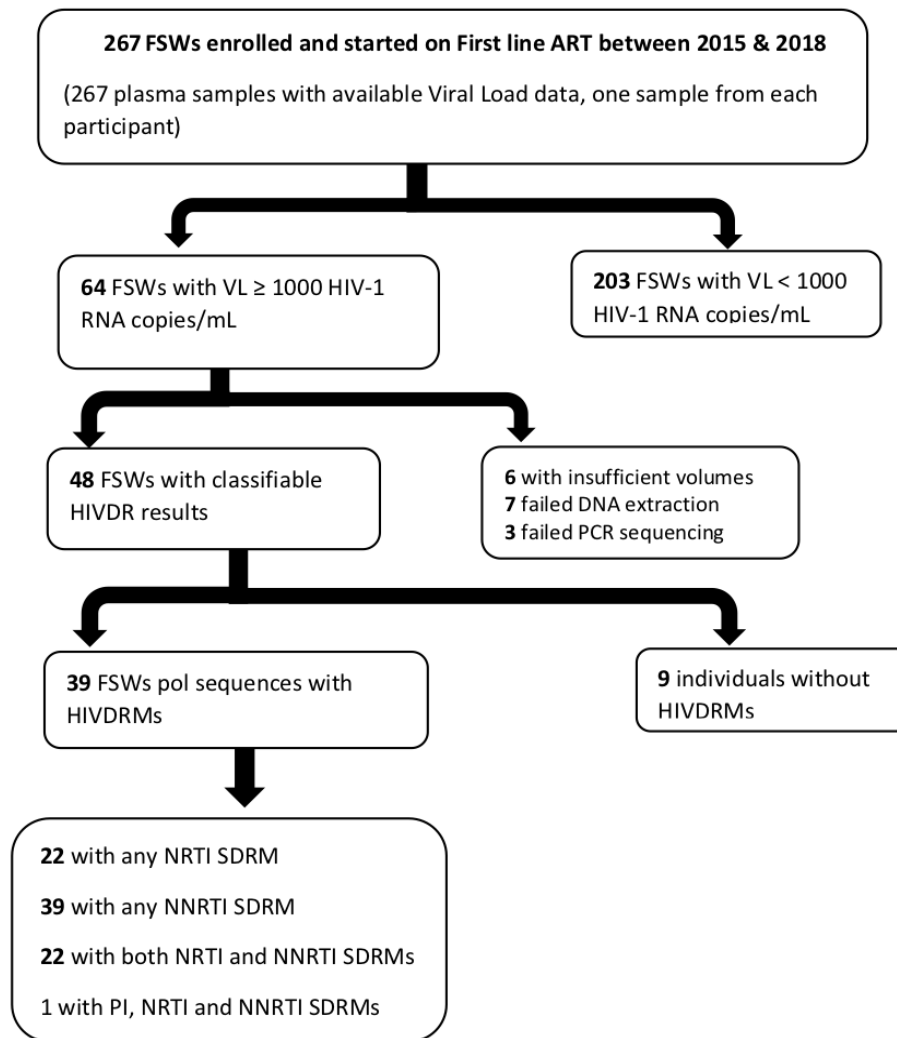 267 FSWs enrolled and started on First line ART between 2015 & 2018
(267 plasma samples with available Viral Load data, one sample from each
participant)
64 FSWs with VL ≥ 1000 HIV-1
RNA copies/mL
203 FSWs with VL < 1000
HIV-1 RNA copies/mL
48 FSWs with classifiable
HIVDR results
6 with insufficient volumes
7 failed DNA extraction
3 failed PCR sequencing
39 FSWs pol sequences with
HIVDRMs
9 individuals without
HIVDRMs
22 with any NRTI SDRM
39 with any NNRTI SDRM
22 with both NRTI and NNRTI SDRMs
1 with PI, NRTI and NNRTI SDRMs